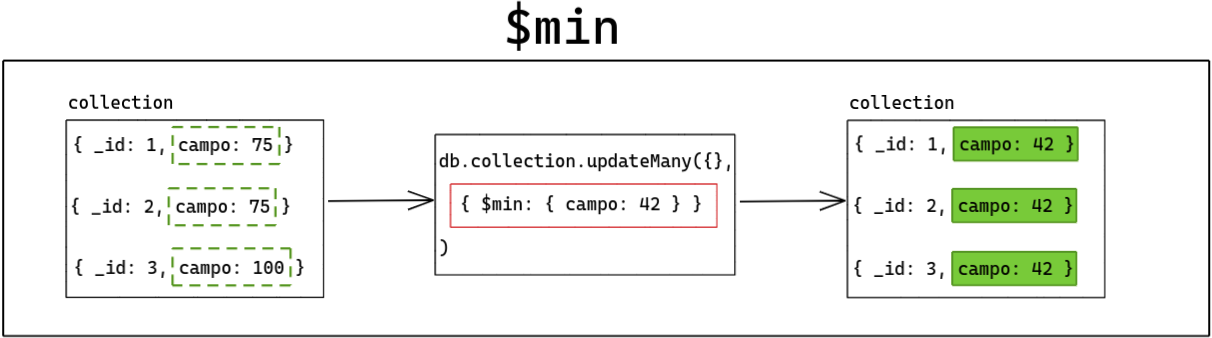 $min
collection
{ _id: 1, campo: 75 }
{ _id: 2, campo: 75 }
{ _id: 3, campo: 100 }
db.collection.updateMany({},
{ $min: { campo: 42 } }
)
collection
{ _id: 1, campo: 42 }
{ _id: 2, campo: 42 }
{ _id: 3, campo: 42 }